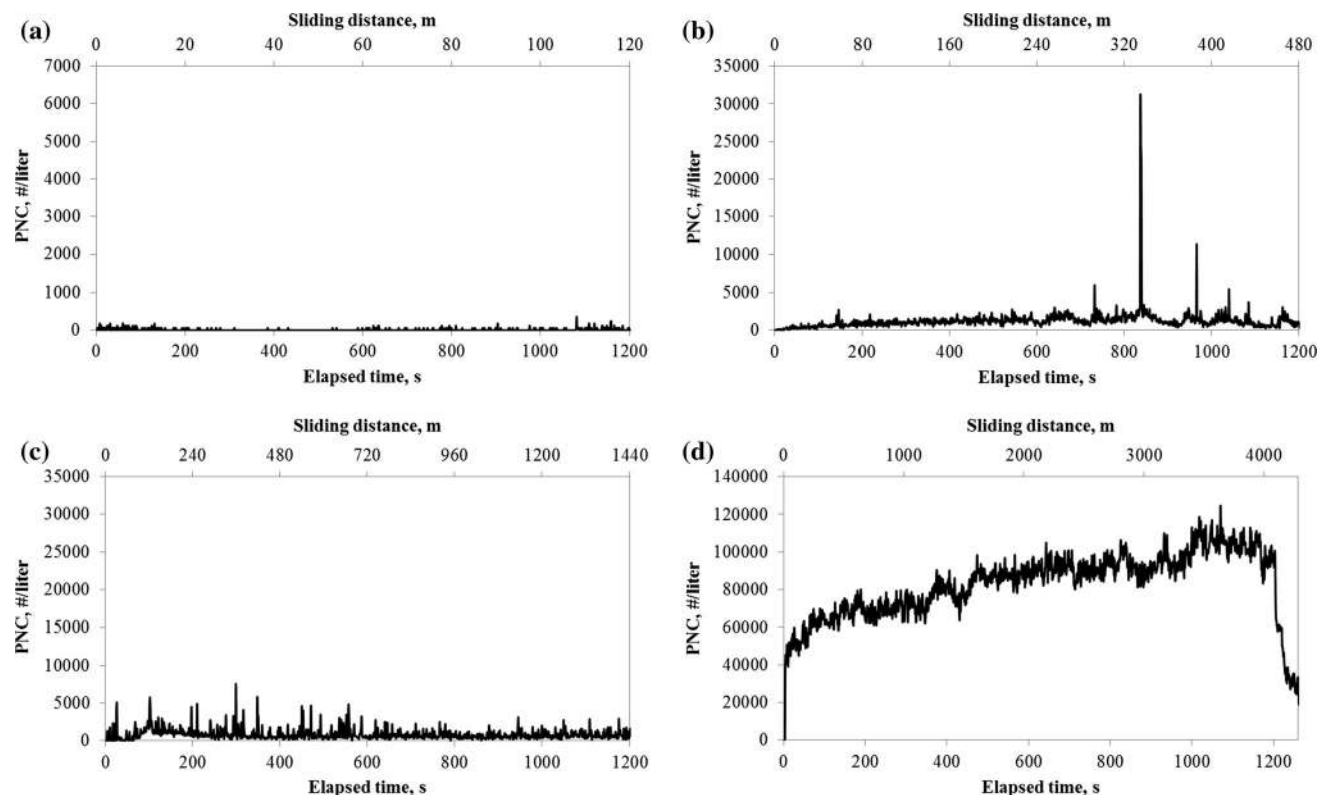 (a)
Sliding distance, m
0 20 40 60 80 100 120
7000
6000
5000
4000
3000
2000
1000
0
PNC, #/liter
0 200 400 600 800 1000 1200
Elapsed time, s
(b)
Sliding distance, m
0 80 160 240 320 400 480
35000
30000
25000
20000
15000
10000
5000
0
PNC, #/liter
0 200 400 600 800 1000 1200
Elapsed time, s
(c)
Sliding distance, m
0 240 480 720 960 1200 1440
35000
30000
25000
20000
15000
10000
5000
0
PNC, #/liter
0 200 400 600 800 1000 1200
Elapsed time, s
(d)
Sliding distance, m
0 1000 2000 3000 4000
140000
120000
100000
80000
60000
40000
20000
0
PNC, #/liter
0 200 400 600 800 1000 1200
Elapsed time, s